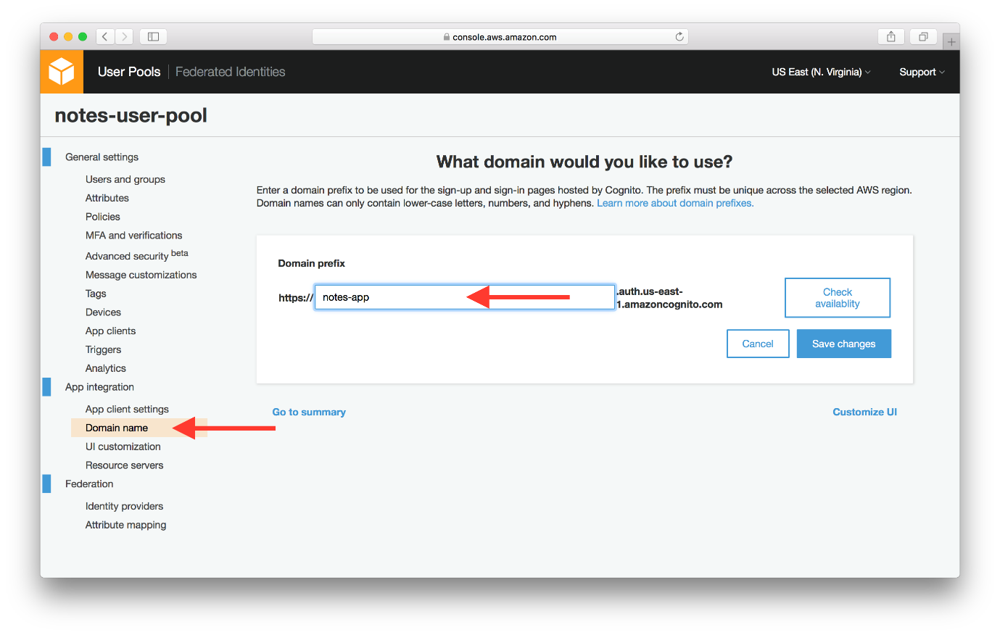 console.aws.amazon.com
User Pools
Federated Identities
US East (N. Virginia)
Support
notes-user-pool
General settings
Users and groups
Attributes
Policies
MFA and verifications
Advanced security beta
Message customizations
Tags
Devices
App clients
Triggers
Analytics
App integration
App client settings
Domain name
UI customization
Resource servers
Federation
Identity providers
Attribute mapping
What domain would you like to use?
Enter a domain prefix to be used for the sign-up and sign-in pages hosted by Cognito. The prefix must be unique across the selected AWS region.
Domain names can only contain lower-case letters, numbers, and hyphens. Learn more about domain prefixes.
Domain prefix
https://
notes-app
.auth.us-east-
1.amazoncognito.com
Check
availablity
Cancel
Save changes
Go to summary
Customize UI